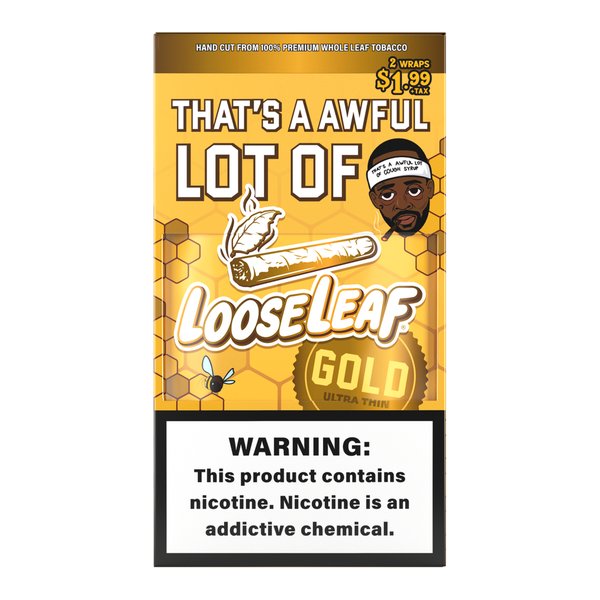 HAND CUT FROM 100% PREMIUM WHOLE LEAF TOBACCO
2 WRAPS
$1.99
+TAX
THAT'S A AWFUL
LOT OF
THAT'S A AWFUL LOT
OF COUGH SYRUP
LOOSELEAF®
GOLD
ULTRA THIN
WARNING:
This product contains
nicotine. Nicotine is an
addictive chemical.